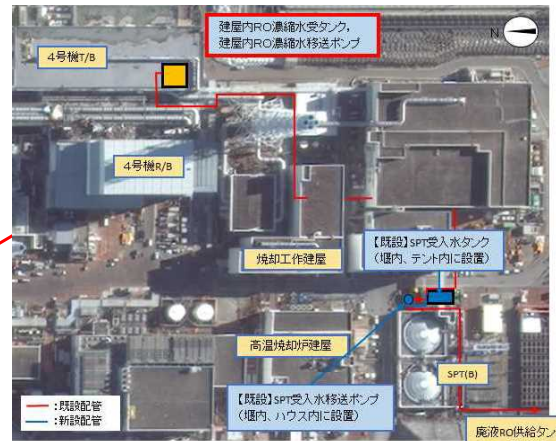 建屋内RO濃縮水受タンク，
建屋内RO濃縮水移送ポンプ
N
4号機T/B
4号機R/B
焼却工作建屋
【既設】SPT受入水タンク
（堰内、テント内に設置）
高温焼却炉建屋
SPT(B)
【既設】SPT受入水移送ポンプ
（堰内、ハウス内に設置）
：既設配管
：新設配管
廃液RO供給タン